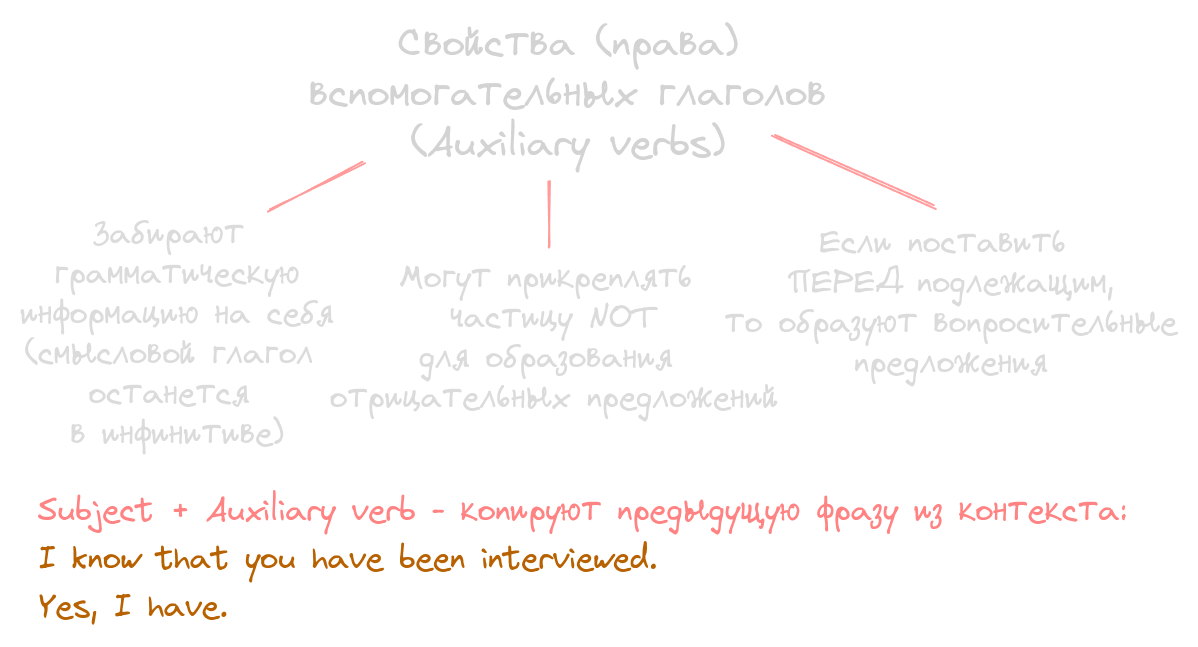 Свойства (права)
вспомогательных глаголов
(Auxiliary verbs)
Забирают
грамматическую
информацию на себя
(смысловой глагол
останется
в инфинитиве)
Могут прикреплять
частицу NOT
для образования
отрицательных предложений
Если поставить
ПЕРЕД подлежащим,
то образуют вопросительные
предложения
Subject + Auxiliary verb - копируют предыдущую фразу из контекста:
I know that you have been interviewed.
Yes, I have.